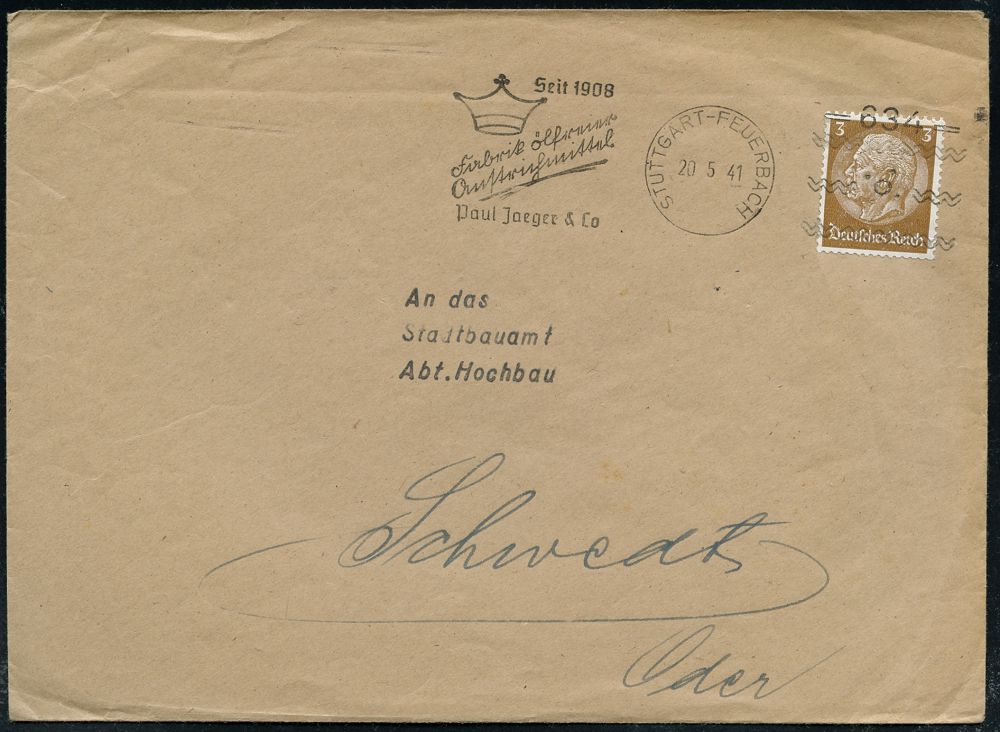 Seit 1908
Fabrik ölfreier
Anstrichmittel
Paul Jaeger & Co
STUTTGART-FEUERBACH
20 5 41
634
3 3
Deutsches Reich
An das
Stadtbauamt
Abt. Hochbau
Schwedt
Oder